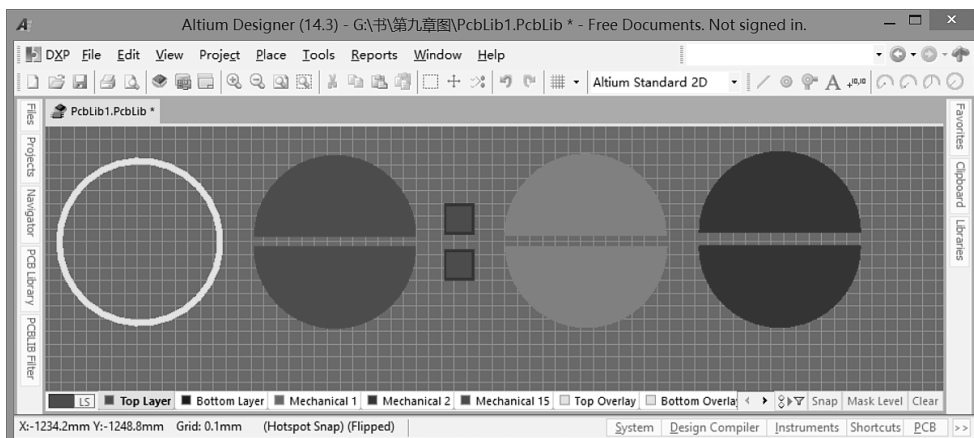 Altium Designer (14.3) - G:\书\第九章图\PcbLib1.PcbLib * - Free Documents. Not signed in.
DXP File Edit View Project Place Tools Reports Window Help
Altium Standard 2D
A +10,10
PcbLib1.PcbLib *
Files
Projects
Navigator
PCB Library
PCBLIB Filter
Favorites
Clipboard
Libraries
LS Top Layer Bottom Layer Mechanical 1 Mechanical 2 Mechanical 15 Top Overlay Bottom Overla Snap Mask Level Clear
X:-1234.2mm Y:-1248.8mm Grid: 0.1mm (Hotspot Snap) (Flipped) System Design Compiler Instruments Shortcuts PCB >>